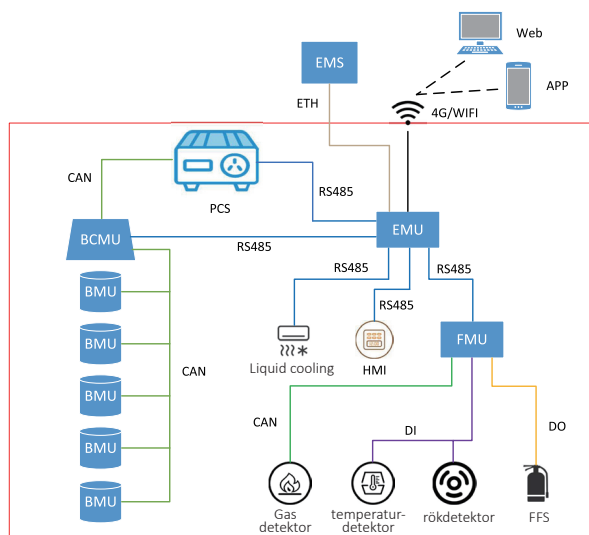 Web
EMS
APP
ETH
4G/WIFI
CAN
RS485
PCS
EMU
BCMU
RS485
RS485
RS485
BMU
RS485
BMU
FMU
Liquid cooling
HMI
CAN
BMU
CAN
DI
DO
BMU
BMU
Gas
detektor
temperatur-
detektor
rökdetektor
FFS